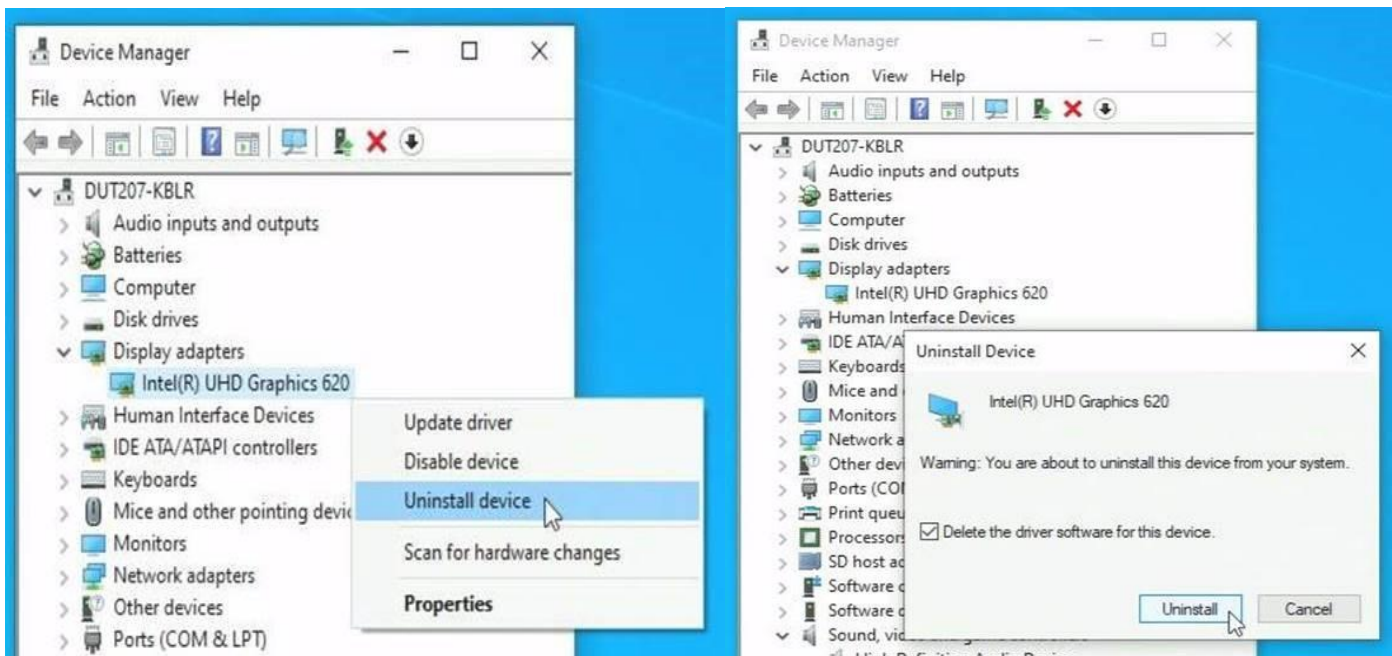 Device Manager
File Action View Help
DUT207-KBLR
Audio inputs and outputs
Batteries
Computer
Disk drives
Display adapters
Intel(R) UHD Graphics 620
Human Interface Devices
IDE ATA/ATAPI controllers
Keyboards
Mice and other pointing devic
Monitors
Network adapters
Other devices
Ports (COM & LPT)
Update driver
Disable device
Uninstall device
Scan for hardware changes
Properties
Device Manager
File Action View Help
DUT207-KBLR
Audio inputs and outputs
Batteries
Computer
Disk drives
Display adapters
Intel(R) UHD Graphics 620
Human Interface Devices
IDE ATA/A
Keyboards
Mice and
Monitors
Network a
Other devi
Ports (CO
Print queu
Processors
SD host ad
Software c
Software c
Sound, vid
Uninstall Device
Intel(R) UHD Graphics 620
Warning: You are about to uninstall this device from your system.
Delete the driver software for this device.
Uninstall Cancel